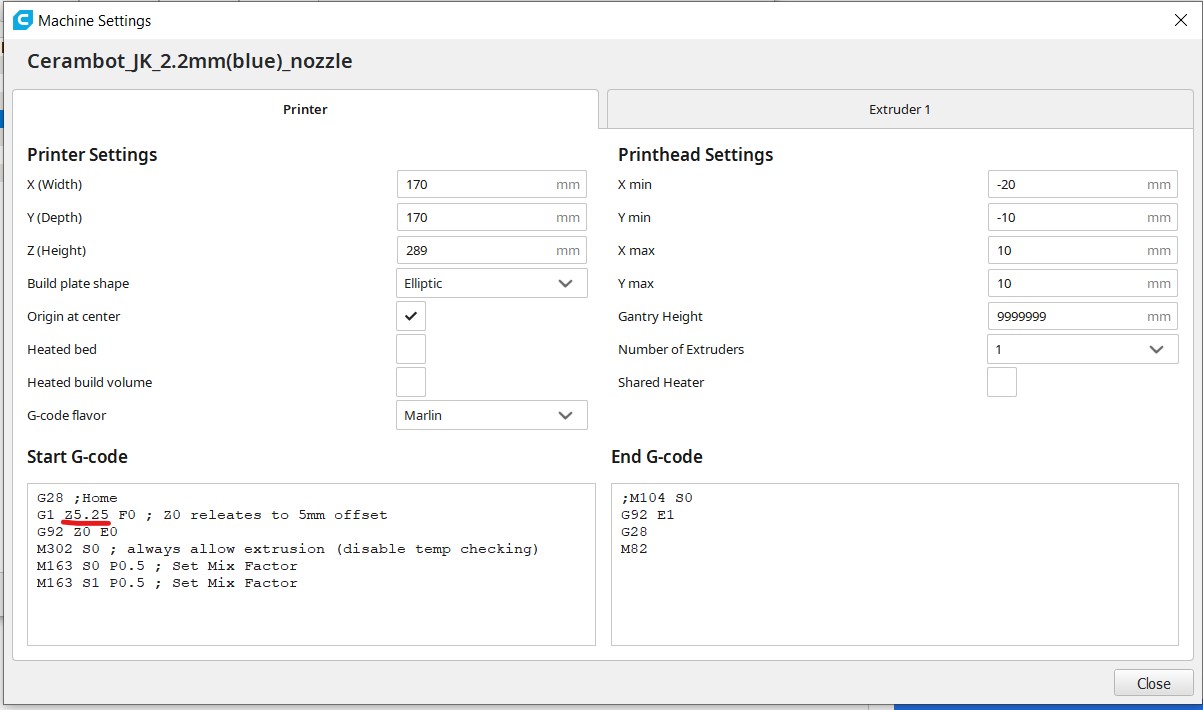 Machine Settings
Cerambot_JK_2.2mm(blue)_nozzle
Printer
Extruder 1
Printer Settings
X (Width)
170 mm
Y (Depth)
170 mm
Z (Height)
289 mm
Build plate shape
Elliptic
Origin at center
Heated bed
Heated build volume
G-code flavor
Marlin
Printhead Settings
X min
-20 mm
Y min
-10 mm
X max
10 mm
Y max
10 mm
Gantry Height
9999999 mm
Number of Extruders
1
Shared Heater
Start G-code
G28 ;Home
G1 Z5.25 F0 ; Z0 releates to 5mm offset
G92 Z0 E0
M302 S0 ; always allow extrusion (disable temp checking)
M163 S0 P0.5 ; Set Mix Factor
M163 S1 P0.5 ; Set Mix Factor
End G-code
;M104 S0
G92 E1
G28
M82
Close